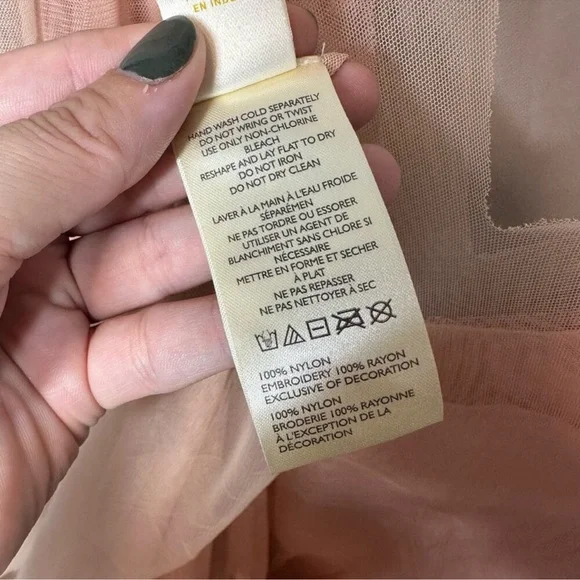 EN INDE
HAND WASH COLD SEPARATELY
DO NOT WRING OR TWIST
USE ONLY NON-CHLORINE
BLEACH
RESHAPE AND LAY FLAT TO DRY
DO NOT IRON
DO NOT DRY CLEAN
LAVER À LA MAIN À L'EAU FROIDE
SÉPARÉMEN
NE PAS TORDRE OU ESSORER
UTILISER UN AGENT DE
BLANCHIMENT SANS CHLORE SI
NÉCESSAIRE
METTRE EN FORME ET SECHER
À PLAT
NE PAS REPASSER
NE PAS NETTOYER À SEC
100% NYLON
EMBROIDERY 100% RAYON
EXCLUSIVE OF DECORATION
100% NYLON
BRODERIE 100% RAYONNE
À L'EXCEPTION DE LA
DÉCORATION